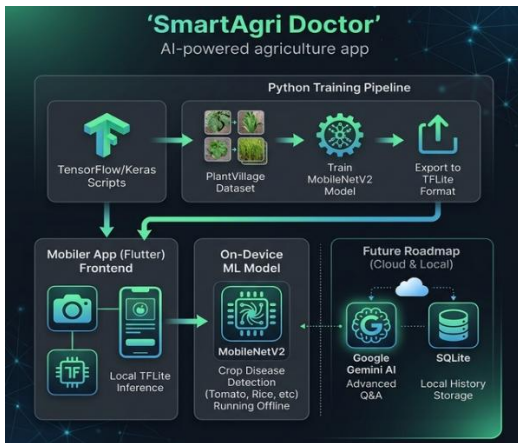 ‘SmartAgri Doctor’
AI-powered agriculture app
Python Training Pipeline
TensorFlow/Keras
Scripts
PlantVillage
Dataset
Train
MobileNetV2
Model
Export to
TFLite
Format
Mobiler App (Flutter)
Frontend
Local TFLite
Inference
On-Device
ML Model
MobileNetV2
Crop Disease
Detection
(Tomato, Rice, etc)
Running Offline
Future Roadmap
(Cloud & Local)
G
Google
Gemini AI
Advanced
Q&A
SQLite
Local History
Storage